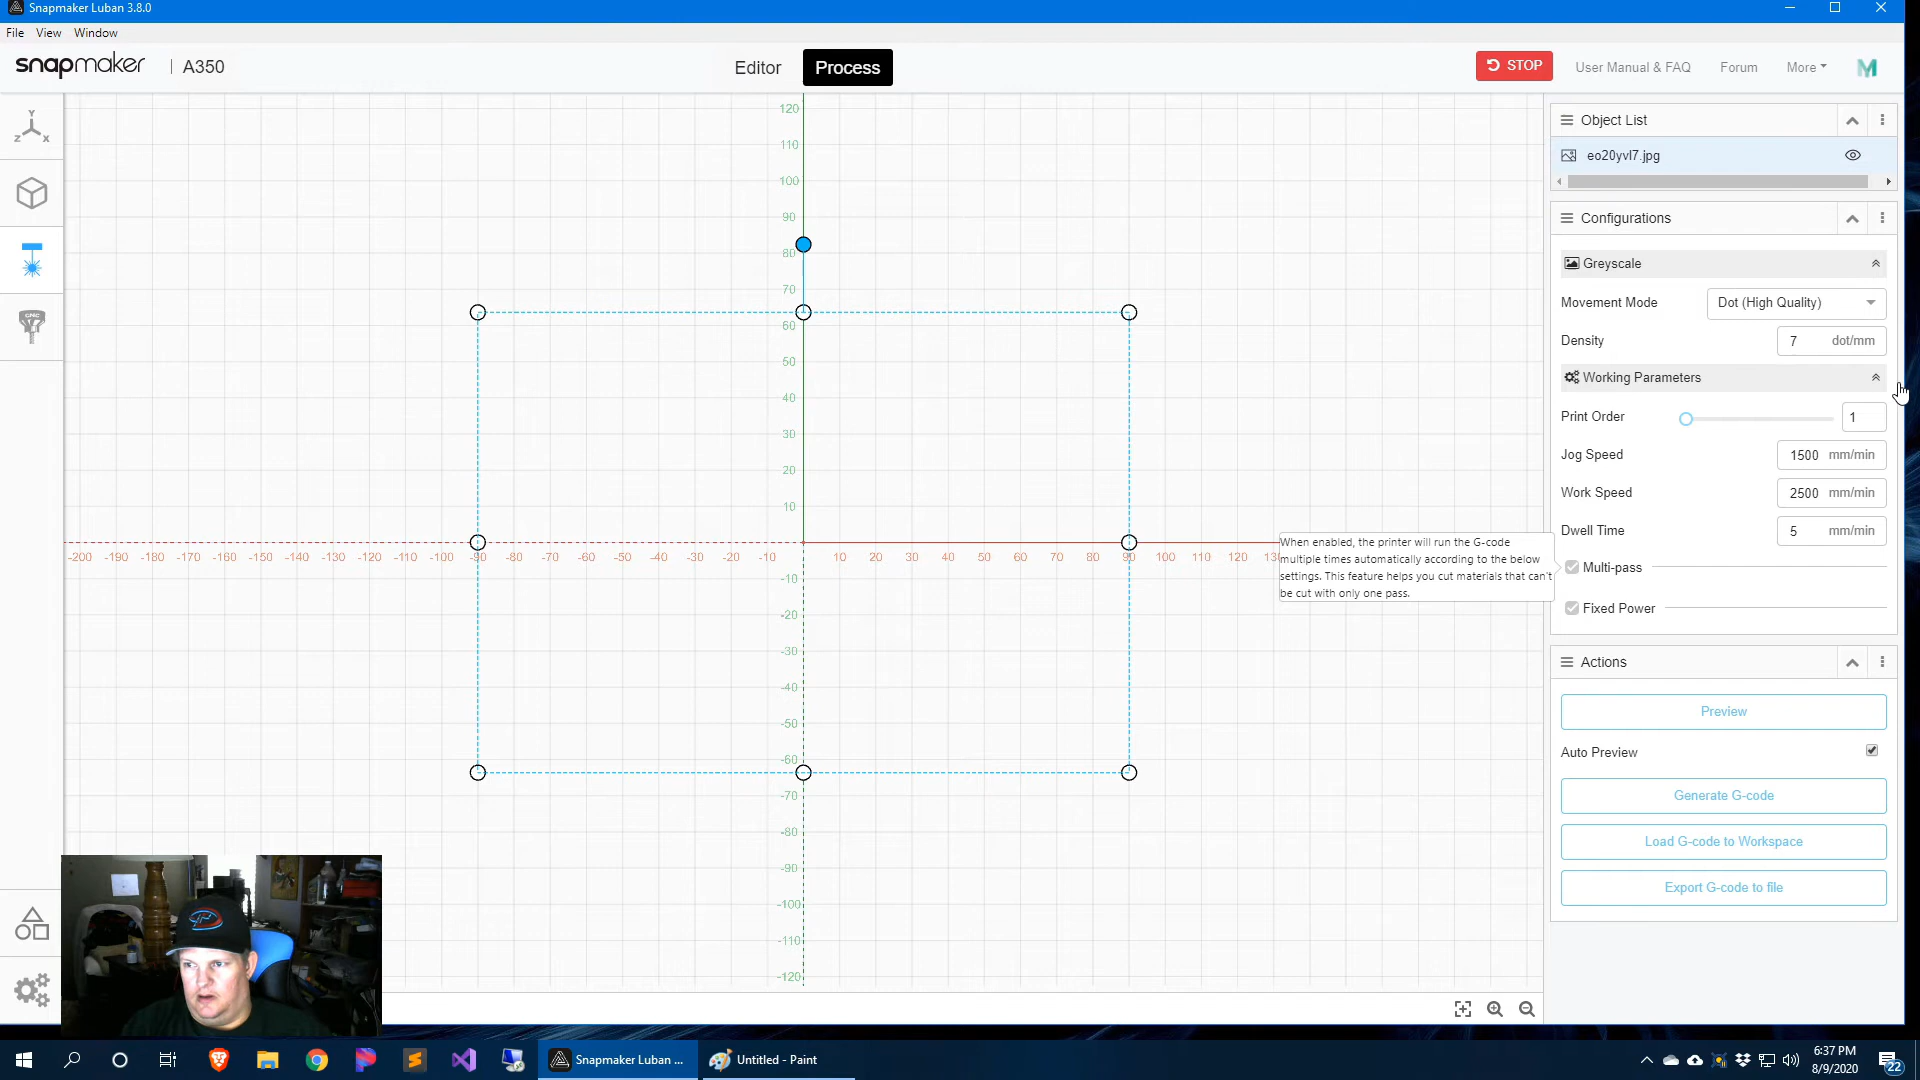 Snapmaker Luban 3.8.0
File View Window
snapmaker | A350
Editor Process
STOP
User Manual & FAQ
Forum
More
Object List
eo20yvl7.jpg
Configurations
Greyscale
Movement Mode Dot (High Quality)
Density 7 dot/mm
Working Parameters
Print Order 1
Jog Speed 1500 mm/min
Work Speed 2500 mm/min
Dwell Time 5 mm/min
Multi-pass
Fixed Power
When enabled, the printer will run the G-code
multiple times automatically according to the below
settings. This feature helps you cut materials that can't
be cut with only one pass.
Actions
Preview
Auto Preview
Generate G-code
Load G-code to Workspace
Export G-code to file
120
110
100
90
80
70
60
50
40
30
20
10
-200 -190 -180 -170 -160 -150 -140 -130 -120 -110 -100 -90 -80 -70 -60 -50 -40 -30 -20 -10 10 20 30 40 50 60 70 80 90 100 110 120
-10
-20
-30
-40
-50
-60
-70
-80
-90
-100
-110
-120
Y
Z X
CNC
Snapmaker Luban ...
Untitled - Paint
6:37 PM
8/9/2020
22